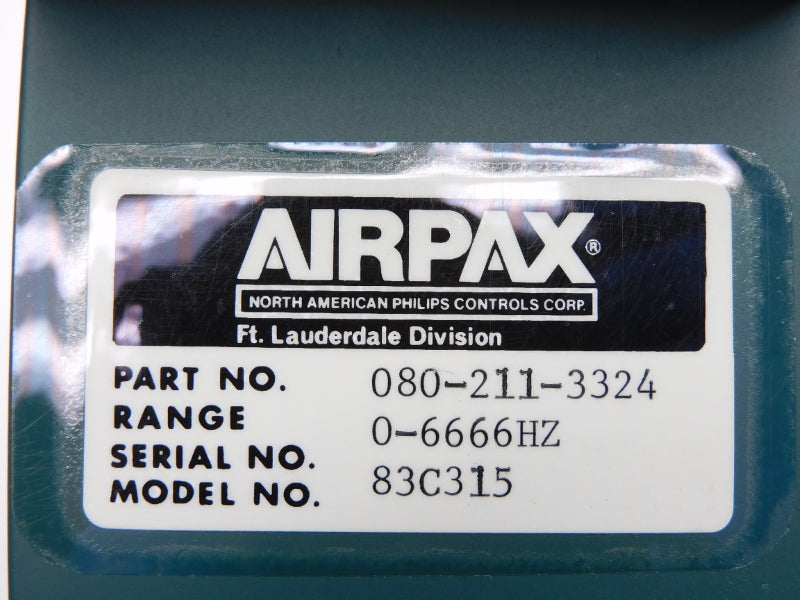 AIRPAX®
NORTH AMERICAN PHILIPS CONTROLS CORP.
Ft. Lauderdale Division
PART NO. 080-211-3324
RANGE 0-6666HZ
SERIAL NO. 83C315
MODEL NO.